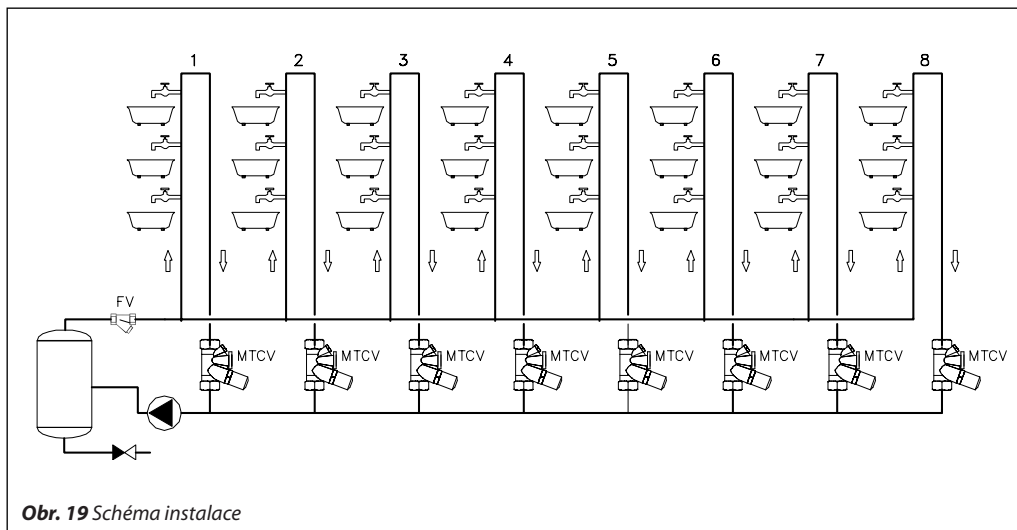 1 2 3 4 5 6 7 8
FV
MTCV MTCV MTCV MTCV MTCV MTCV MTCV MTCV
Obr. 19 Schéma instalace